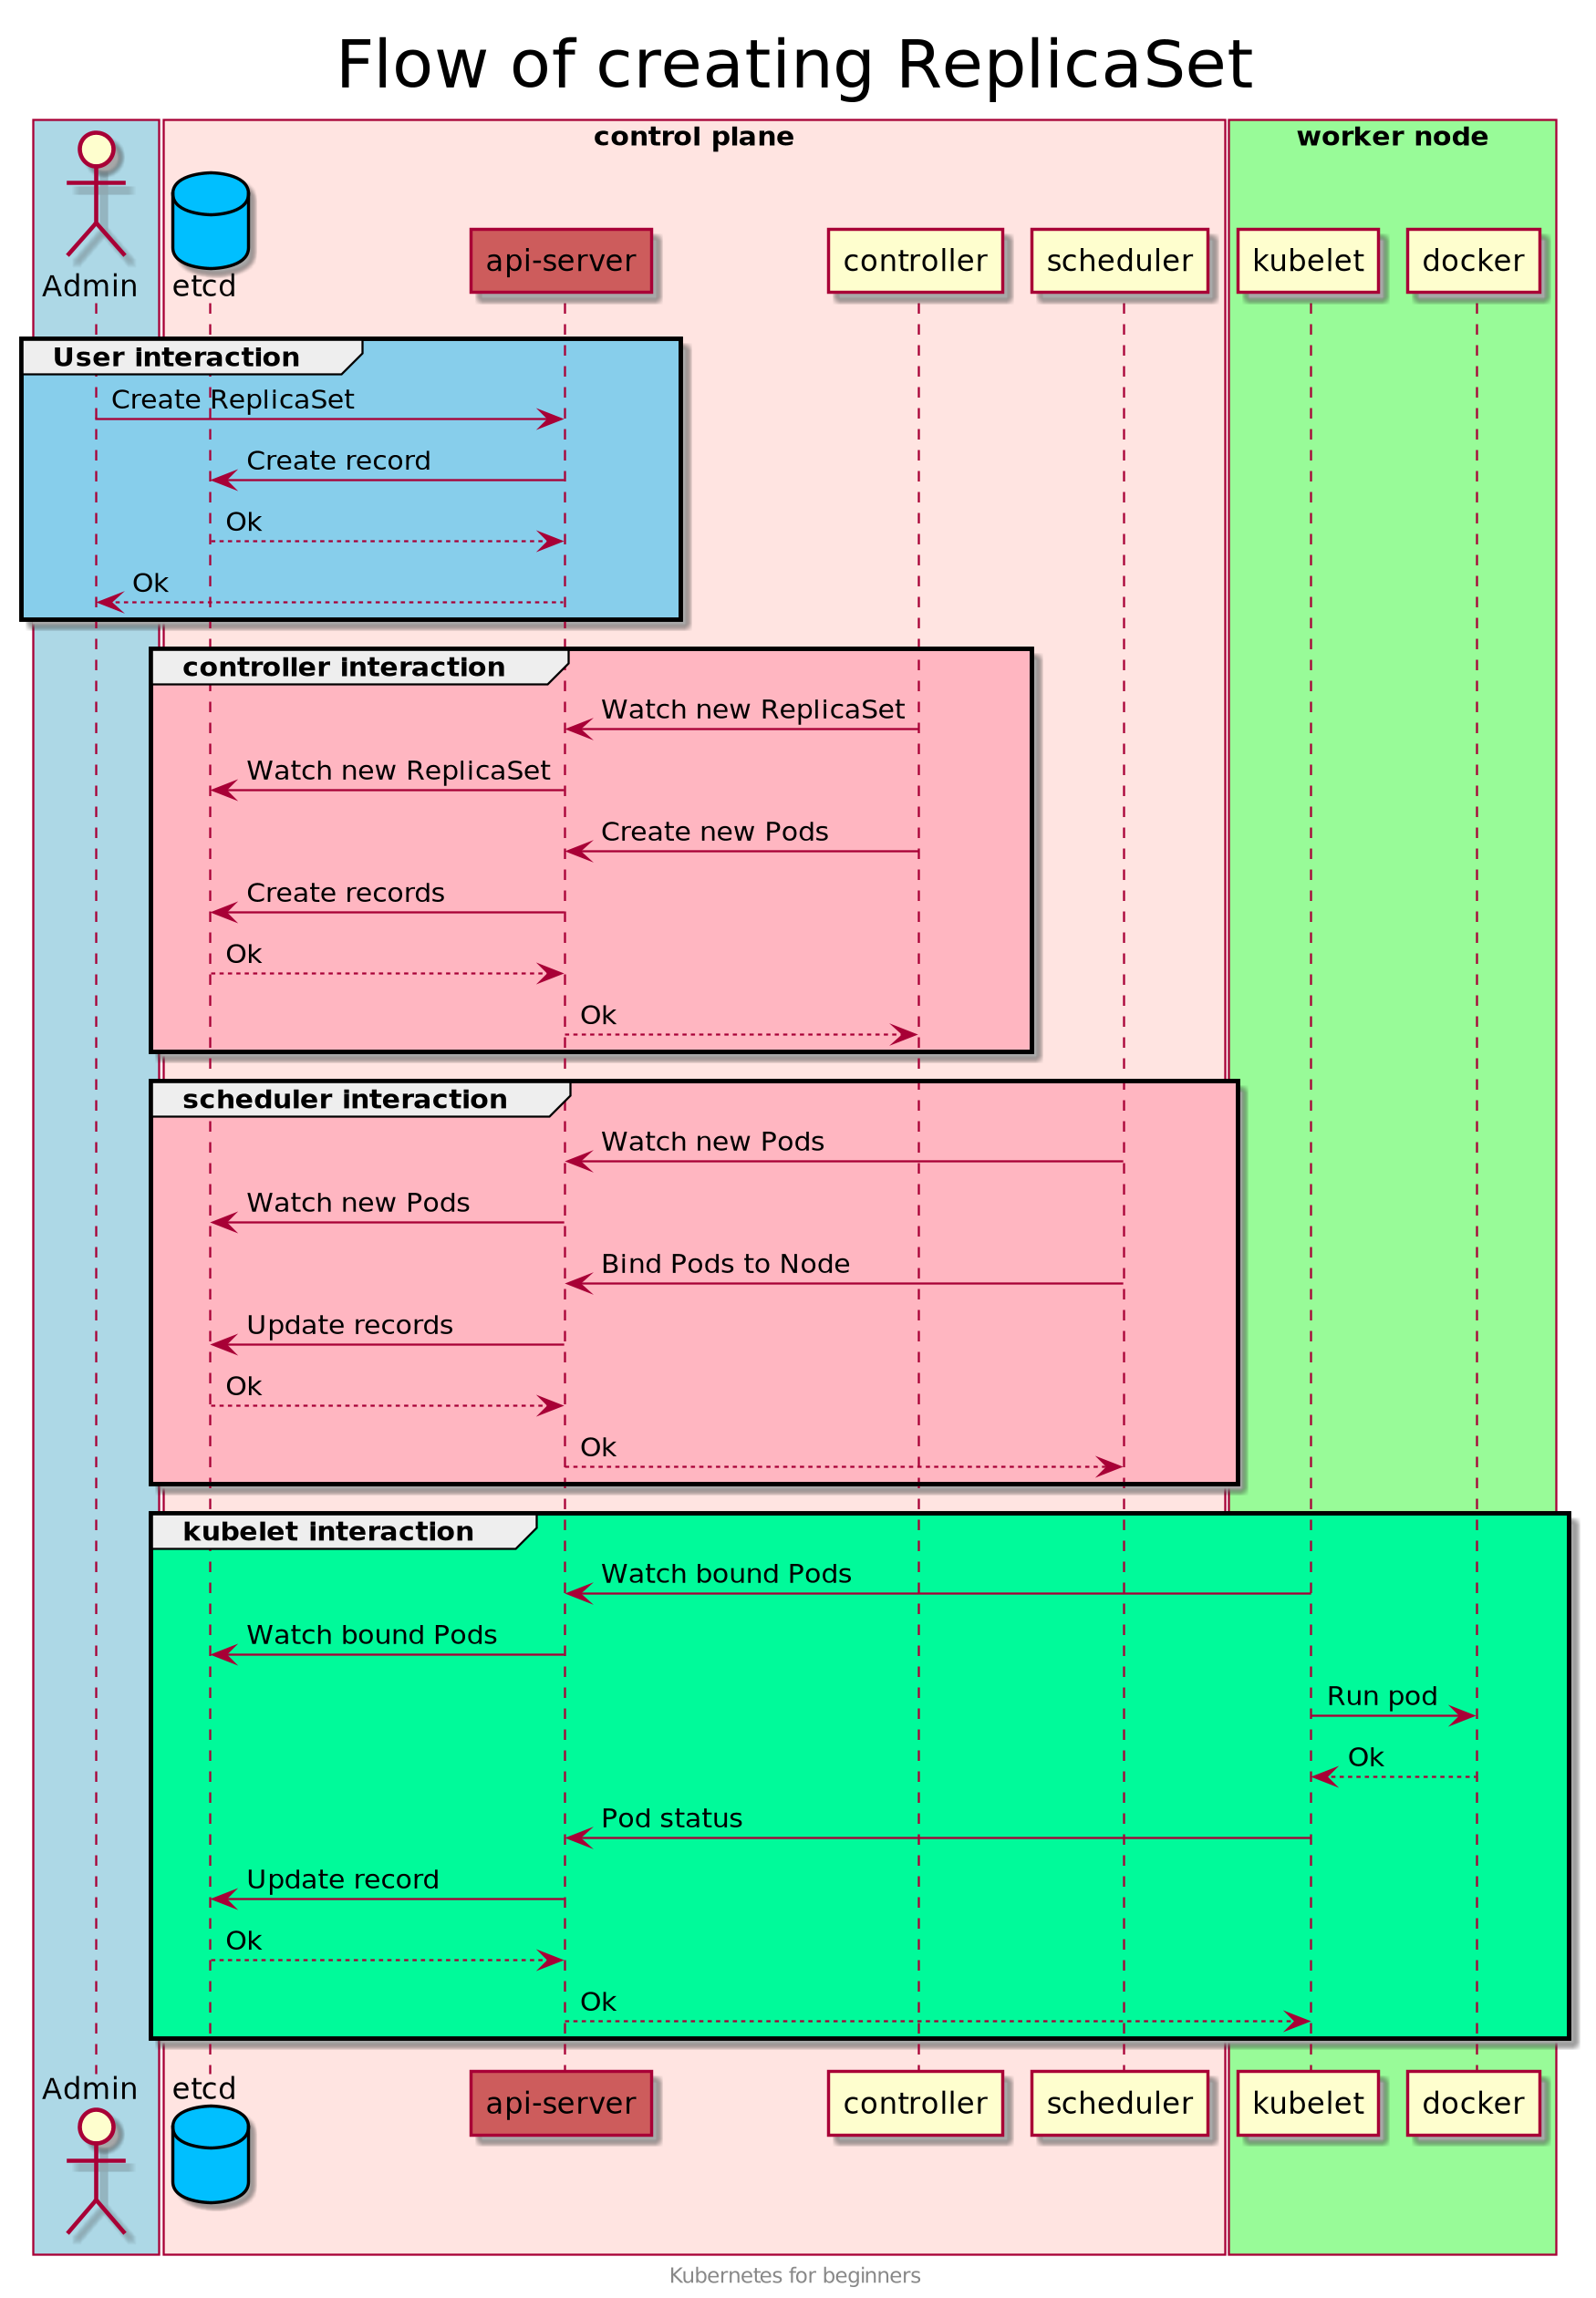 Flow of creating ReplicaSet
control plane
worker node
Admin
etcd
api-server
controller
scheduler
kubelet
docker
User interaction
Create ReplicaSet
Create record
Ok
Ok
controller interaction
Watch new ReplicaSet
Watch new ReplicaSet
Create new Pods
Create records
Ok
Ok
scheduler interaction
Watch new Pods
Watch new Pods
Bind Pods to Node
Update records
Ok
Ok
kubelet interaction
Watch bound Pods
Watch bound Pods
Run pod
Ok
Pod status
Update record
Ok
Ok
Admin
etcd
api-server
controller
scheduler
kubelet
docker
Kubernetes for beginners